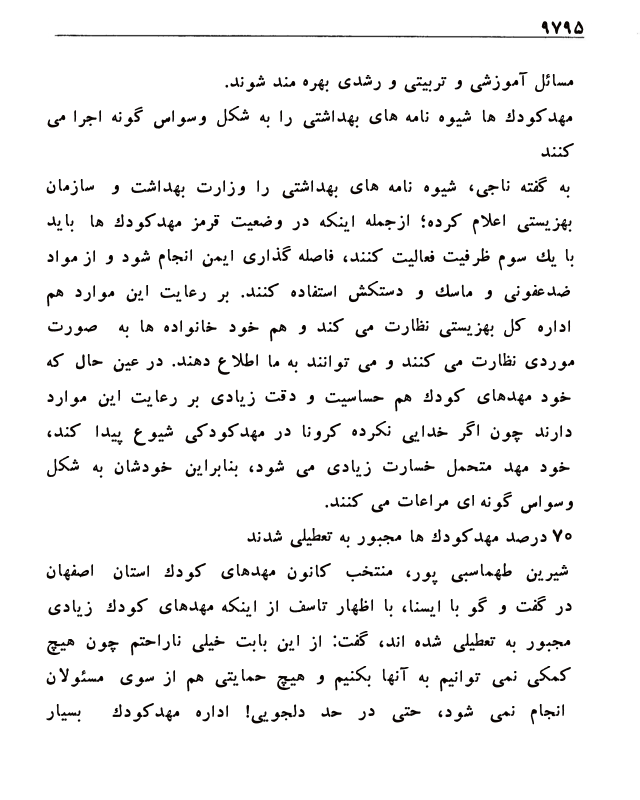 ۹۷۹۵
مسائل آموزشی و تربیتی و رشدی بهره مند شوند.
مهدکودك ها شیوه نامه های بهداشتی را به شکل وسواس گونه اجرا می
کنند
به گفته ناجی، شیوه نامه های بهداشتی را وزارت بهداشت و سازمان
بهزیستی اعلام کرده؛ ازجمله اینکه در وضعیت قرمز مهدکودك ها باید
با يك سوم ظرفیت فعالیت کنند، فاصله گذاری ایمن انجام شود و از مواد
ضدعفونی و ماسك و دستکش استفاده کنند. بر رعایت این موارد هم
اداره کل بهزیستی نظارت می کند و هم خود خانواده ها به صورت
موردی نظارت می کنند و می توانند به ما اطلاع دهند. در عین حال که
خود مهدهای کودك هم حساسیت و دقت زیادی بر رعایت این موارد
دارند چون اگر خدایی نکرده کرونا در مهدکودکی شیوع پیدا کند،
خود مهد متحمل خسارت زیادی می شود، بنابراین خودشان به شکل
وسواس گونه ای مراعات می کنند.
۷۰ درصد مهدکودك ها مجبور به تعطیلی شدند
شیرین طهماسبی پور، منتخب کانون مهدهای کودك استان اصفهان
در گفت و گو با ایسنا، با اظهار تاسف از اینکه مهدهای کودك زیادی
مجبور به تعطیلی شده اند، گفت: از این بابت خیلی ناراحتم چون هیچ
کمکی نمی توانیم به آنها بکنیم و هیچ حمایتی هم از سوی مسئولان
انجام نمی شود، حتی در حد دلجویی! اداره مهدکودك بسیار